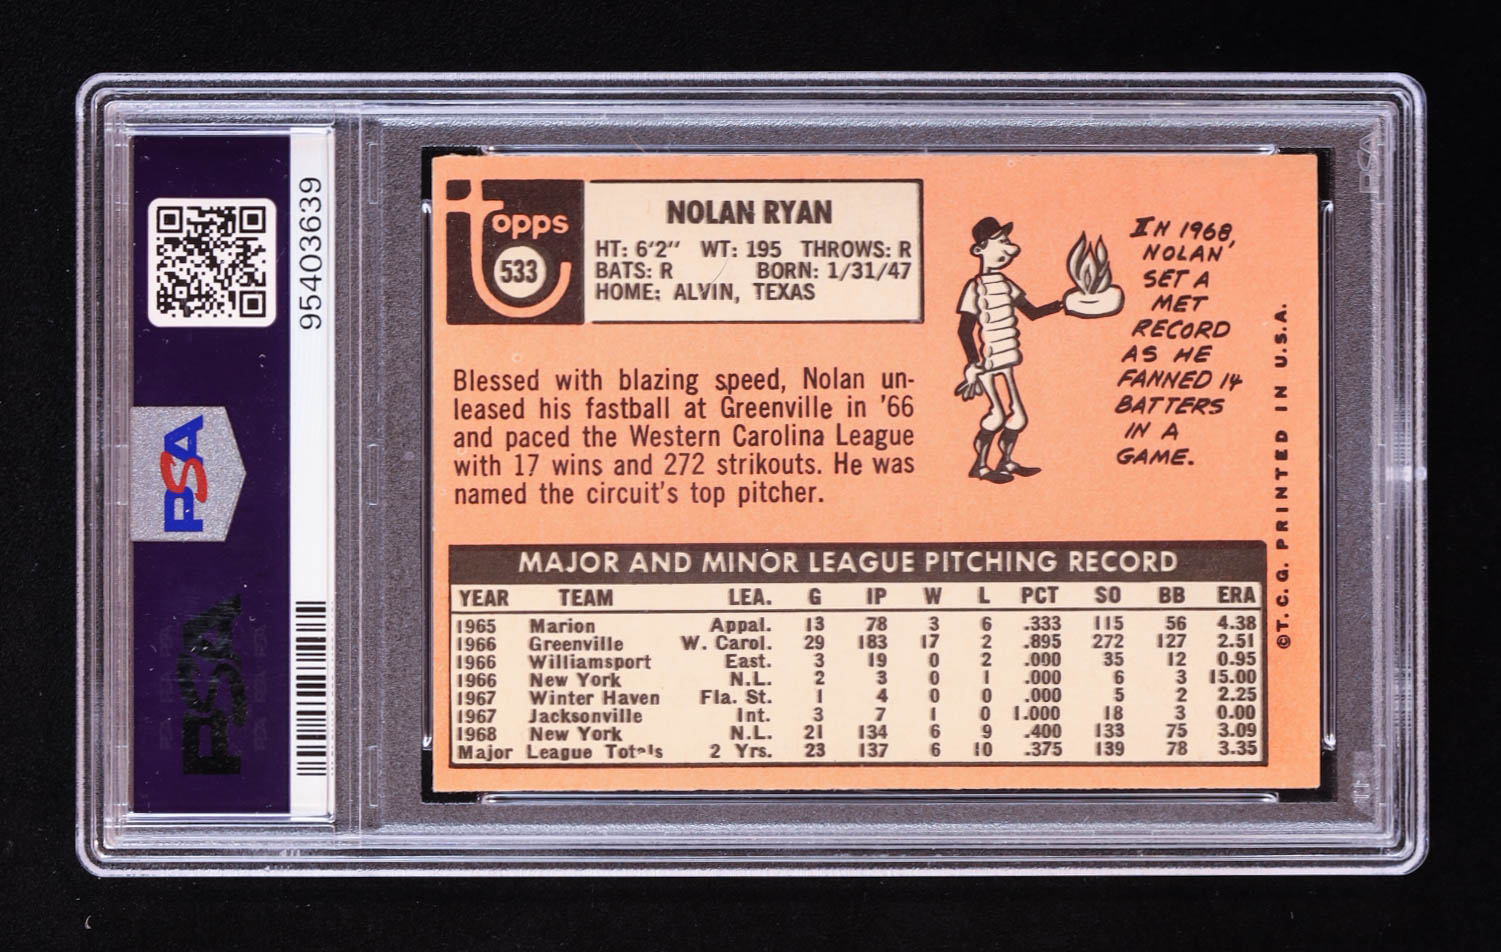 95403639
PSA
PSA
PSA
topps
533
NOLAN RYAN
HT: 6'2" WT: 195 THROWS: R
BATS: R BORN: 1/31/47
HOME: ALVIN, TEXAS
Blessed with blazing speed, Nolan un-
leased his fastball at Greenville in '66
and paced the Western Carolina League
with 17 wins and 272 strikouts. He was
named the circuit's top pitcher.
IN 1968,
NOLAN
SET A
MET
RECORD
AS HE
FANNED 14
BATTERS
IN A
GAME.
MAJOR AND MINOR LEAGUE PITCHING RECORD
YEAR TEAM LEA. G IP W L PCT SO BB ERA
1965 Marion Appal. 13 78 3 6 .333 115 56 4.38
1966 Greenville W. Carol. 29 183 17 2 .895 272 127 2.51
1966 Williamsport East. 3 19 0 2 .000 35 12 0.95
1966 New York N.L. 2 3 0 1 .000 6 3 15.00
1967 Winter Haven Fla. St. 1 4 0 0 .000 5 2 2.25
1967 Jacksonville Int. 3 7 1 0 1.000 18 3 0.00
1968 New York N.L. 21 134 6 9 .400 133 75 3.09
Major League Totals 2 Yrs. 23 137 6 10 .375 139 78 3.35
©T. C. G. PRINTED IN U.S.A.